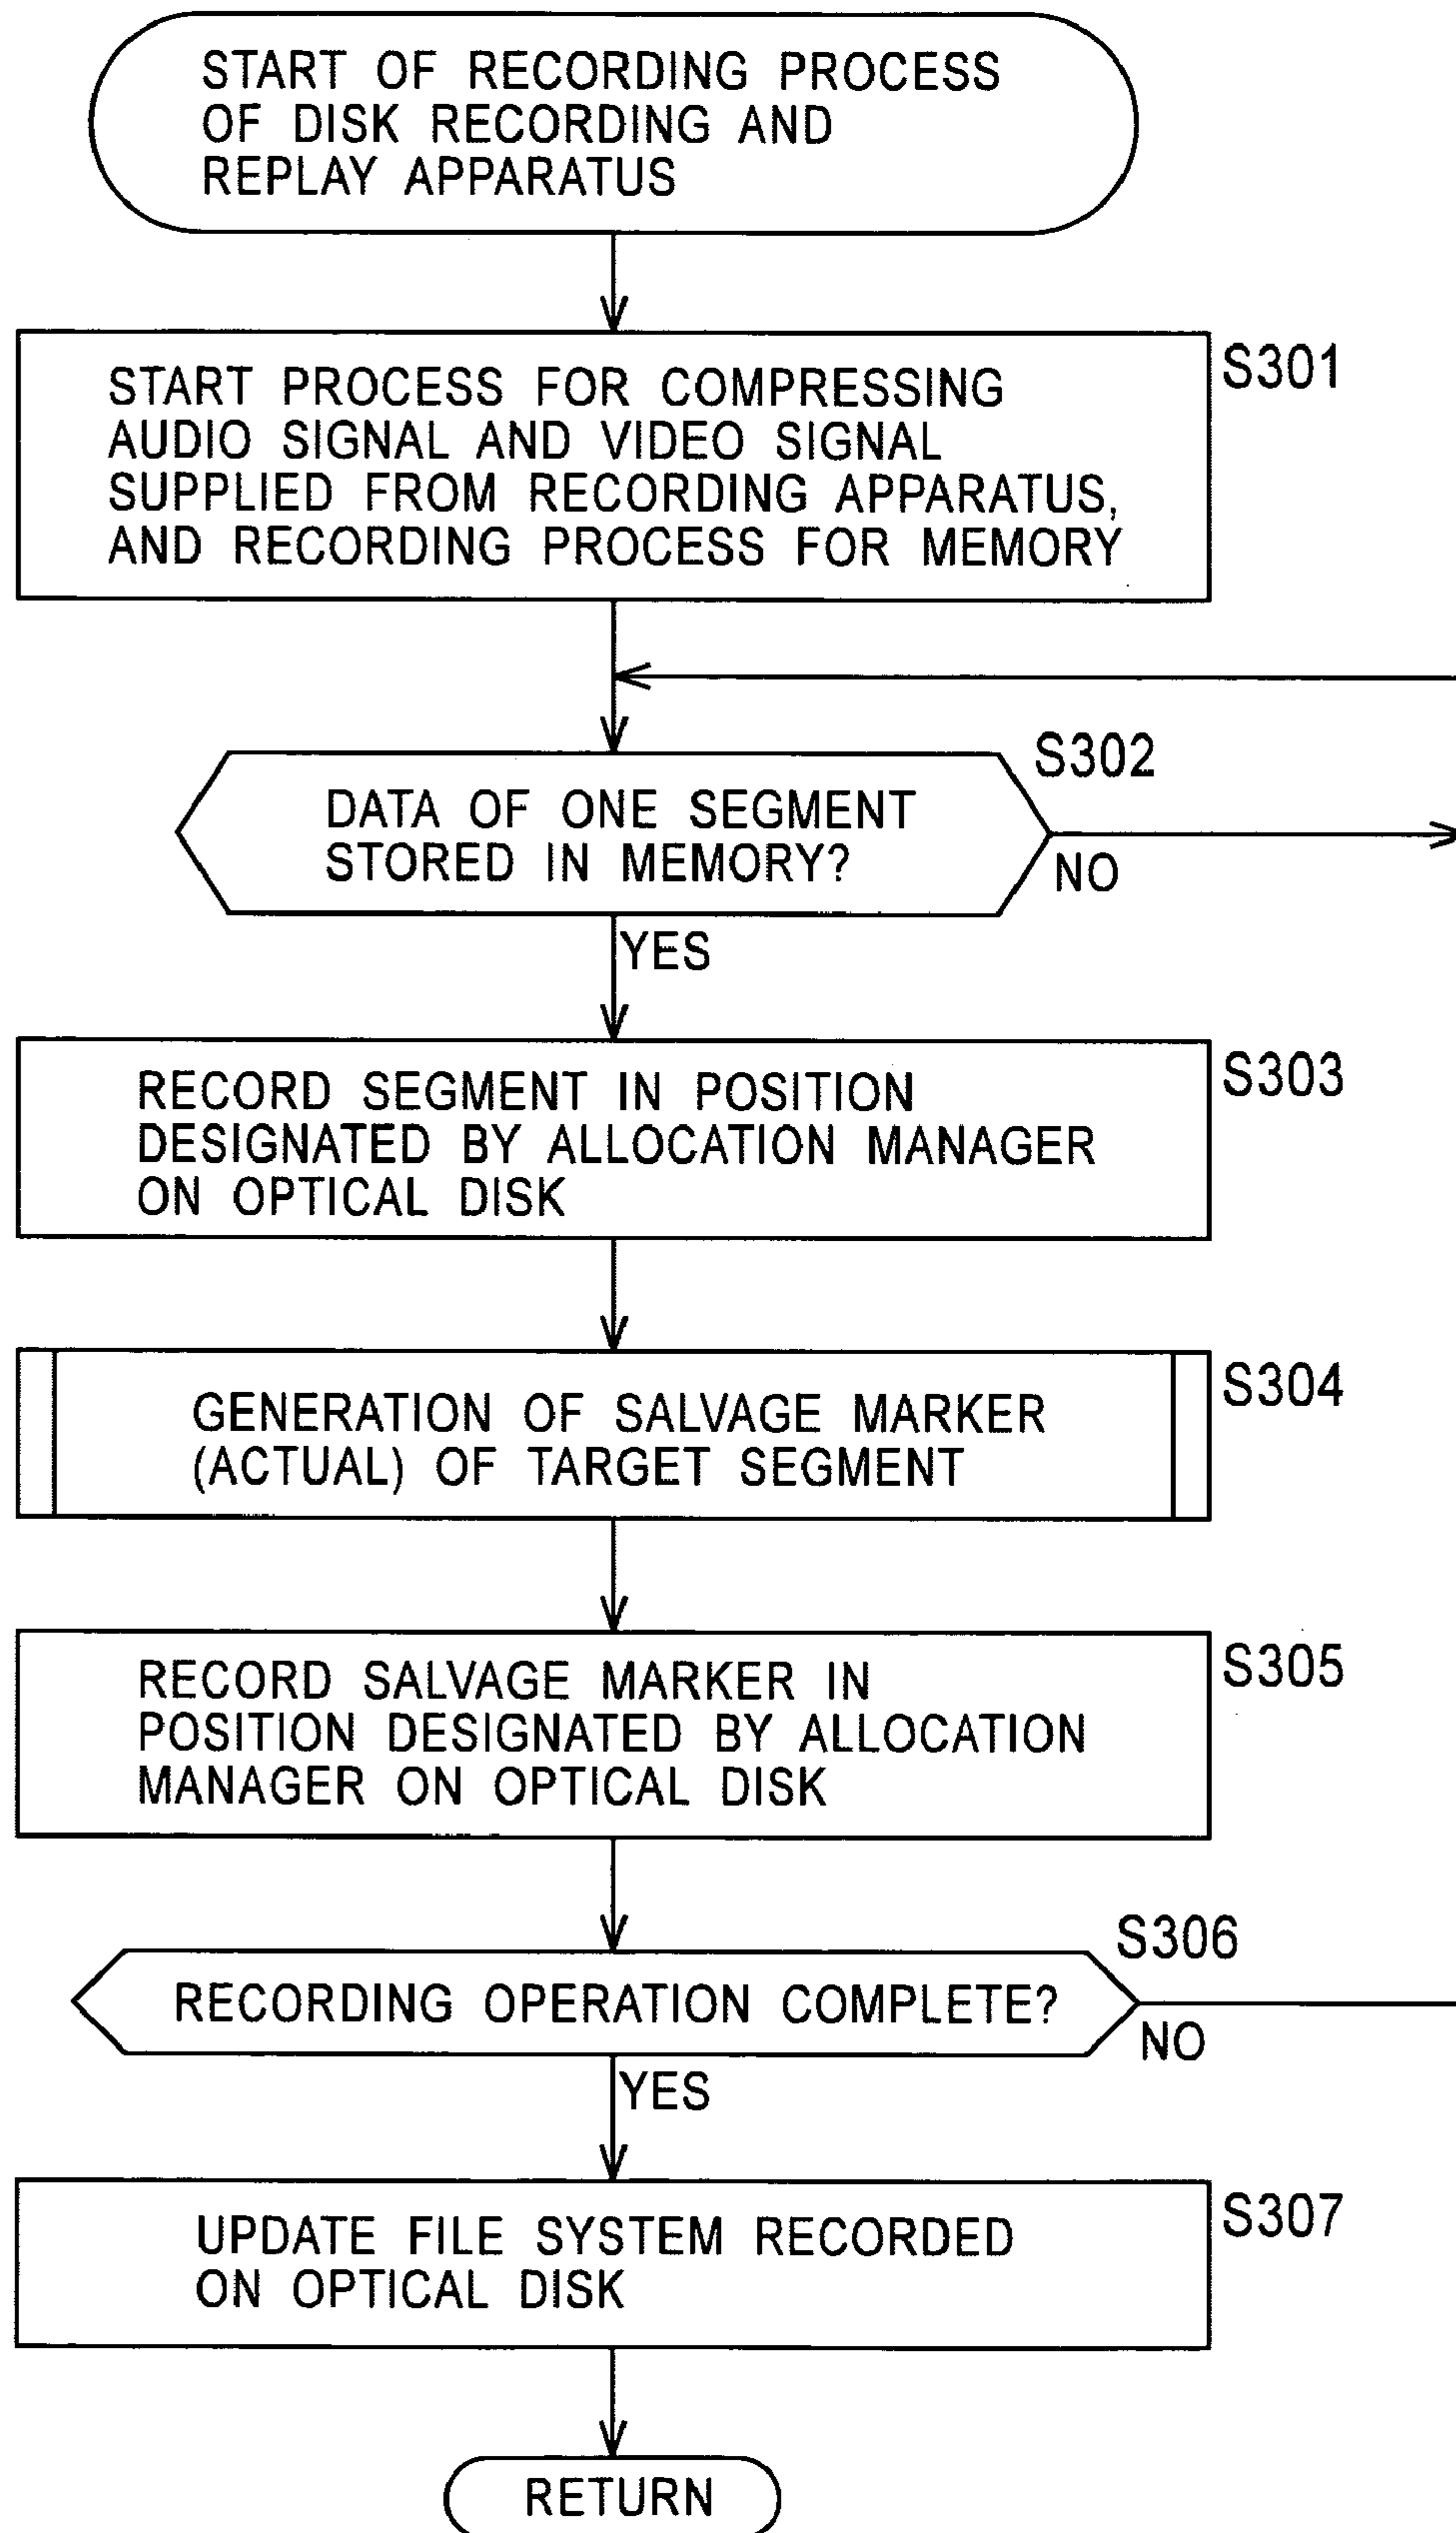 START OF RECORDING PROCESS
OF DISK RECORDING AND
REPLAY APPARATUS
S301
START PROCESS FOR COMPRESSING
AUDIO SIGNAL AND VIDEO SIGNAL
SUPPLIED FROM RECORDING APPARATUS,
AND RECORDING PROCESS FOR MEMORY
S302
DATA OF ONE SEGMENT
STORED IN MEMORY?
NO
YES
S303
RECORD SEGMENT IN POSITION
DESIGNATED BY ALLOCATION MANAGER
ON OPTICAL DISK
S304
GENERATION OF SALVAGE MARKER
(ACTUAL) OF TARGET SEGMENT
S305
RECORD SALVAGE MARKER IN
POSITION DESIGNATED BY ALLOCATION
MANAGER ON OPTICAL DISK
S306
RECORDING OPERATION COMPLETE?
NO
YES
S307
UPDATE FILE SYSTEM RECORDED
ON OPTICAL DISK
RETURN